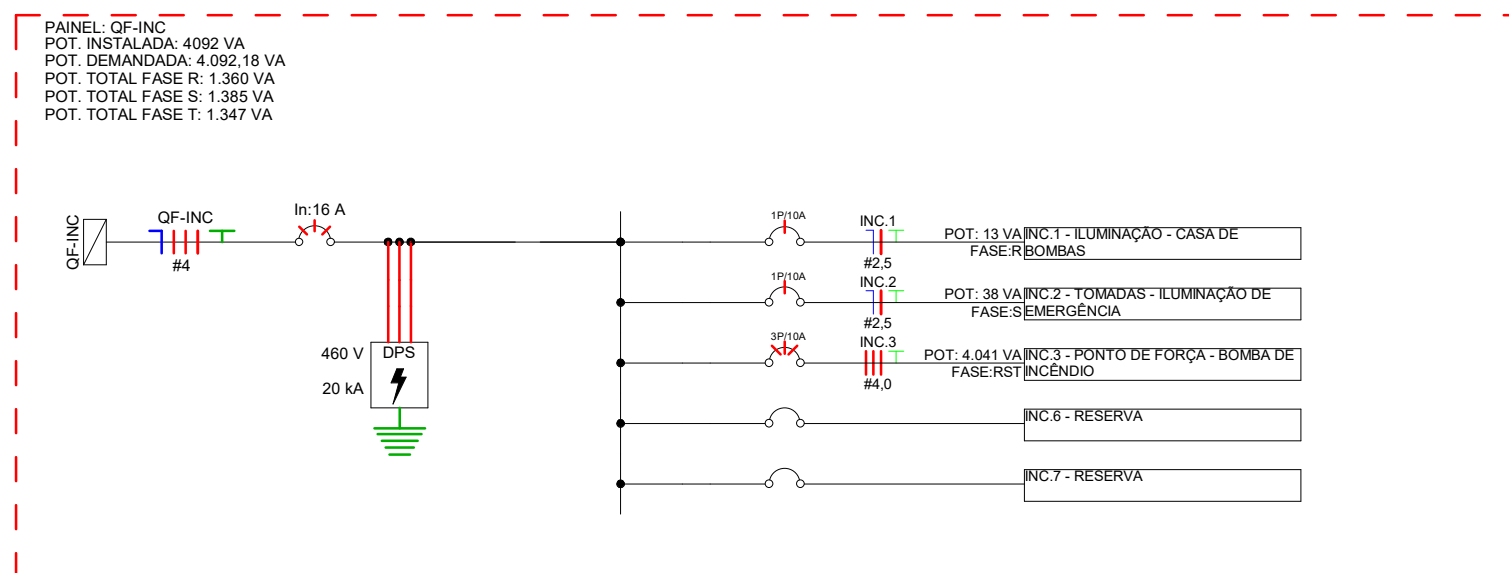 PAINEL: QF-INC
POT. INSTALADA: 4092 VA
POT. DEMANDADA: 4.092,18 VA
POT. TOTAL FASE R: 1.360 VA
POT. TOTAL FASE S: 1.385 VA
POT. TOTAL FASE T: 1.347 VA
QF-INC
QF-INC
#4
In:16 A
460 V
20 kA
DPS
1P/10A
INC.1
#2,5
POT: 13 VA
FASE:R
INC.1 - ILUMINAÇÃO - CASA DE
BOMBAS
1P/10A
INC.2
#2,5
POT: 38 VA
FASE:S
INC.2 - TOMADAS - ILUMINAÇÃO DE
EMERGÊNCIA
3P/10A
INC.3
#4,0
POT: 4.041 VA
FASE:RST
INC.3 - PONTO DE FORÇA - BOMBA DE
INCÊNDIO
INC.6 - RESERVA
INC.7 - RESERVA